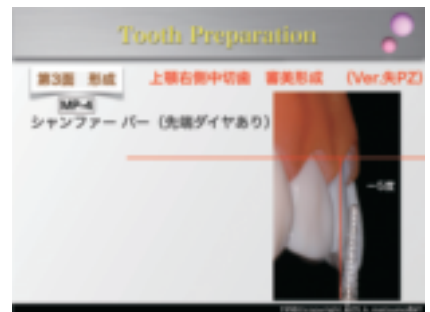 Tooth Preparation
第3面 形成 上顎右側中切歯 審美形成 (Ver.失PZ)
MP-4
シャンファー バー (先端ダイヤあり)
−5度